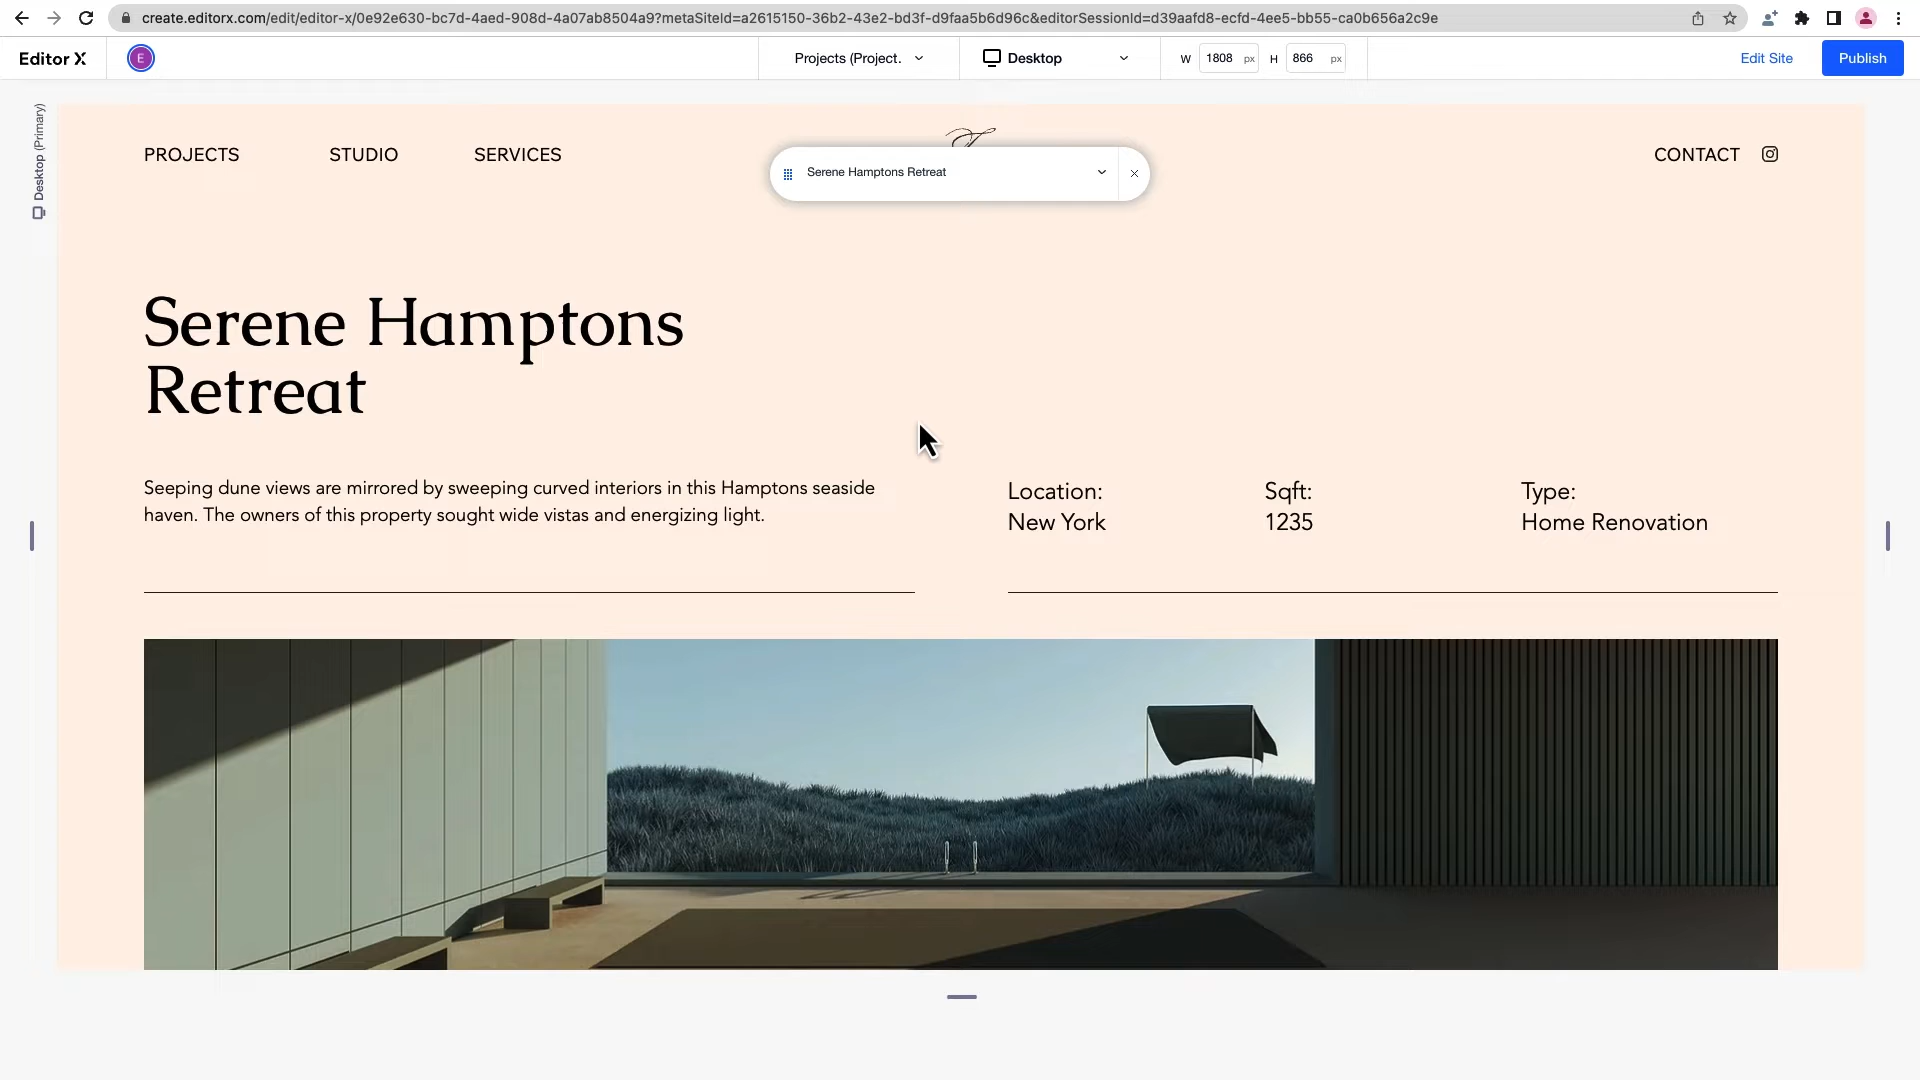 create.editorx.com/edit/editor-x/0e92e630-bc7d-4aed-908d-4a07ab8504a9?metaSiteId=a2615150-36b2-43e2-bd3f-d9faa5b6d96c&editorSessionId=d39aafd8-ecfd-4ee5-bb55-ca0b656a2c9e
Editor X
E
Projects (Project.
Desktop
W 1808 px H 866 px
Edit Site
Publish
Desktop (Primary)
PROJECTS STUDIO SERVICES
CONTACT
Serene Hamptons Retreat
Serene Hamptons
Retreat
Seeping dune views are mirrored by sweeping curved interiors in this Hamptons seaside
haven. The owners of this property sought wide vistas and energizing light.
Location:
New York
Sqft:
1235
Type:
Home Renovation